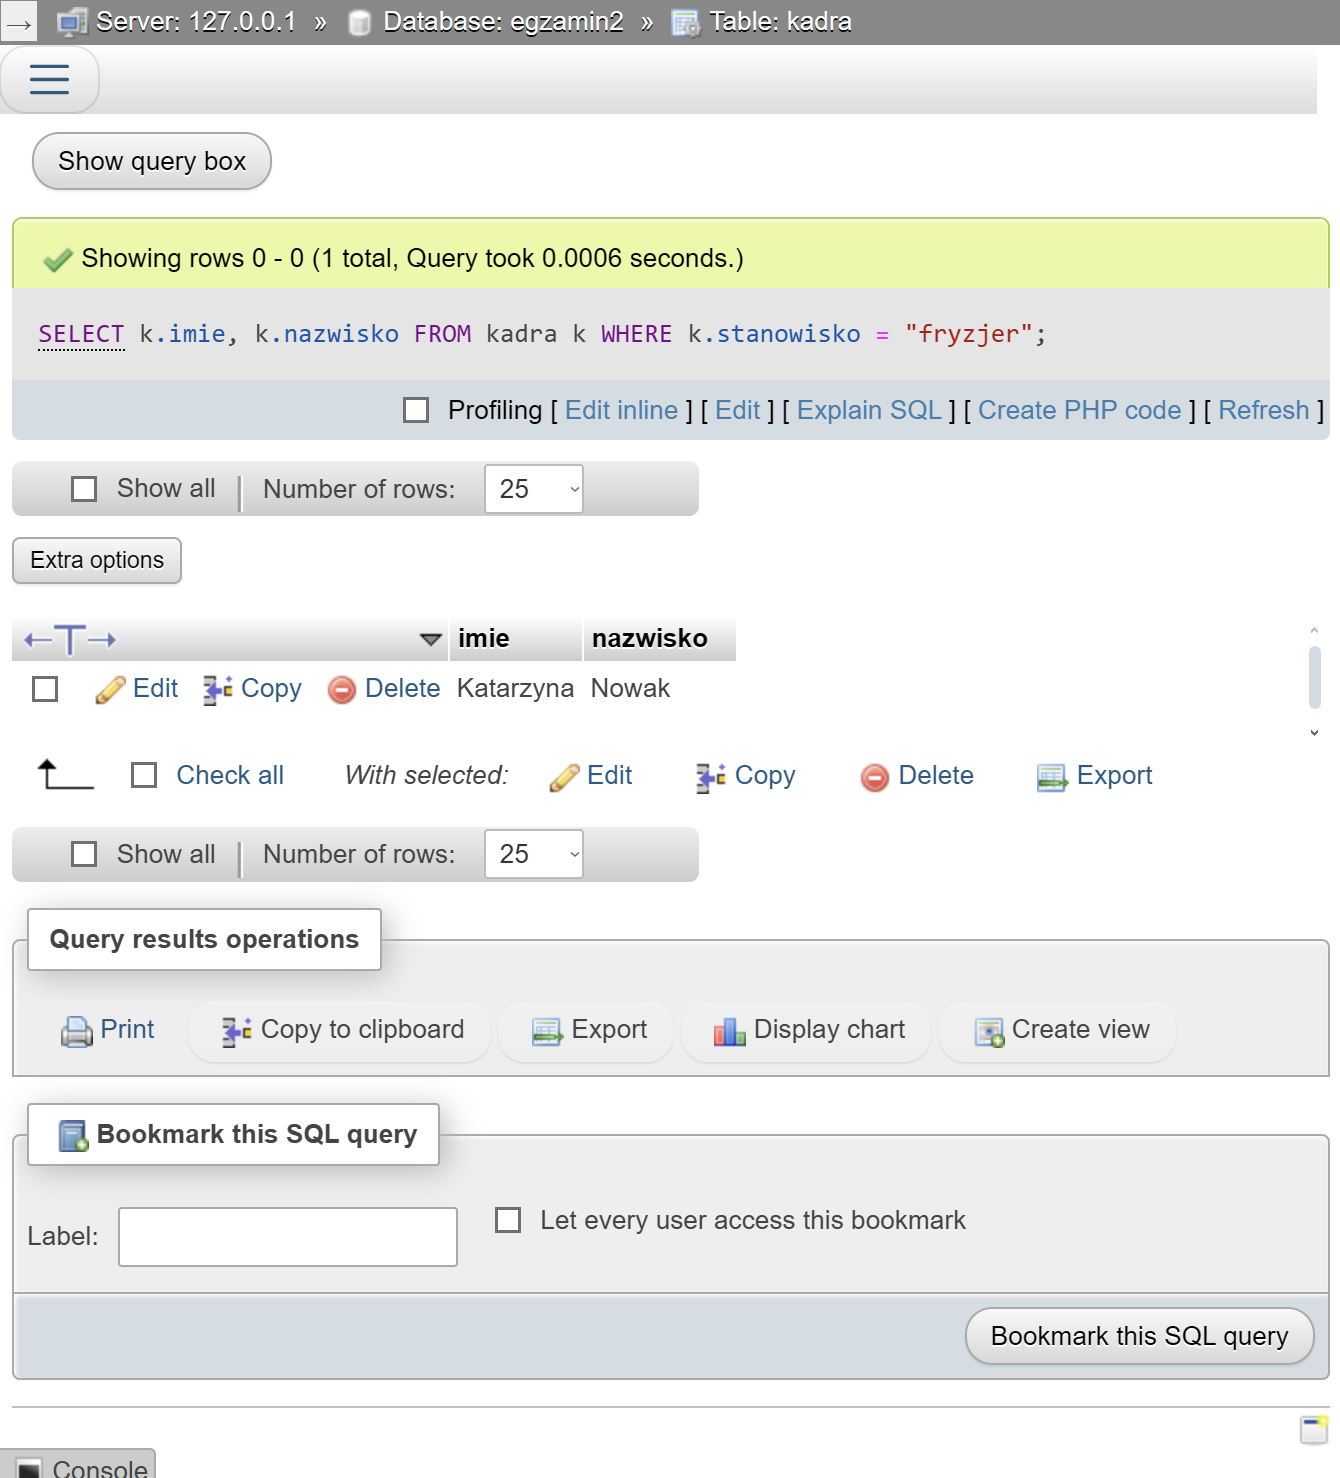 → Server: 127.0.0.1 » Database: egzamin2 » Table: kadra
Show query box
Showing rows 0 - 0 (1 total, Query took 0.0006 seconds.)
SELECT k.imie, k.nazwisko FROM kadra k WHERE k.stanowisko = "fryzjer";
Profiling [ Edit inline ] [ Edit ] [ Explain SQL ] [ Create PHP code ] [ Refresh ]
Show all | Number of rows: 25
Extra options
←T→ imie nazwisko
Edit Copy Delete Katarzyna Nowak
Check all With selected: Edit Copy Delete Export
Show all | Number of rows: 25
Query results operations
Print Copy to clipboard Export Display chart Create view
Bookmark this SQL query
Label: Let every user access this bookmark
Bookmark this SQL query
Console